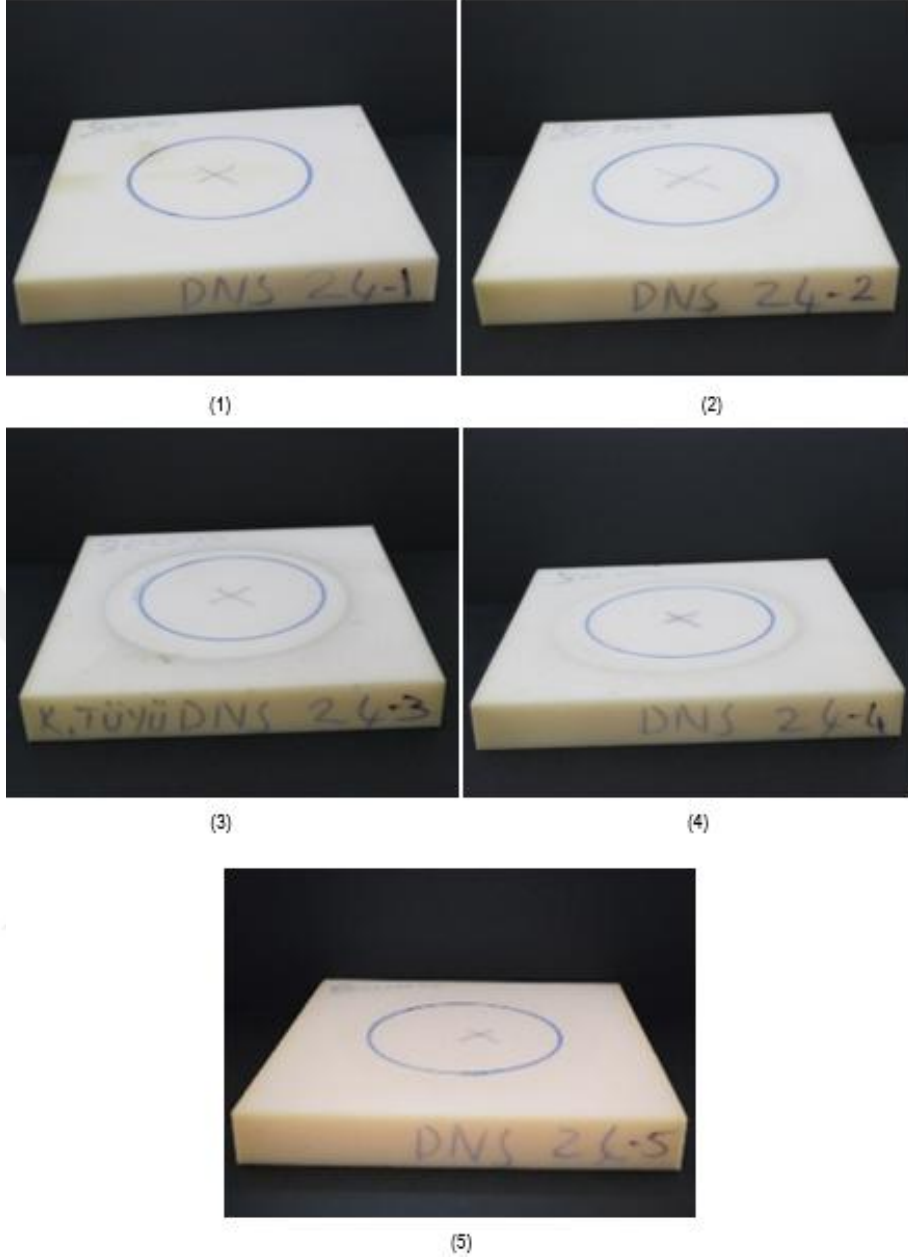 DNS 24-1
DNS 24-2
(1)
(2)
K.TÜYÜ DNS 24-3
DNS 24-4
(3)
(4)
DNS 24-5
(5)